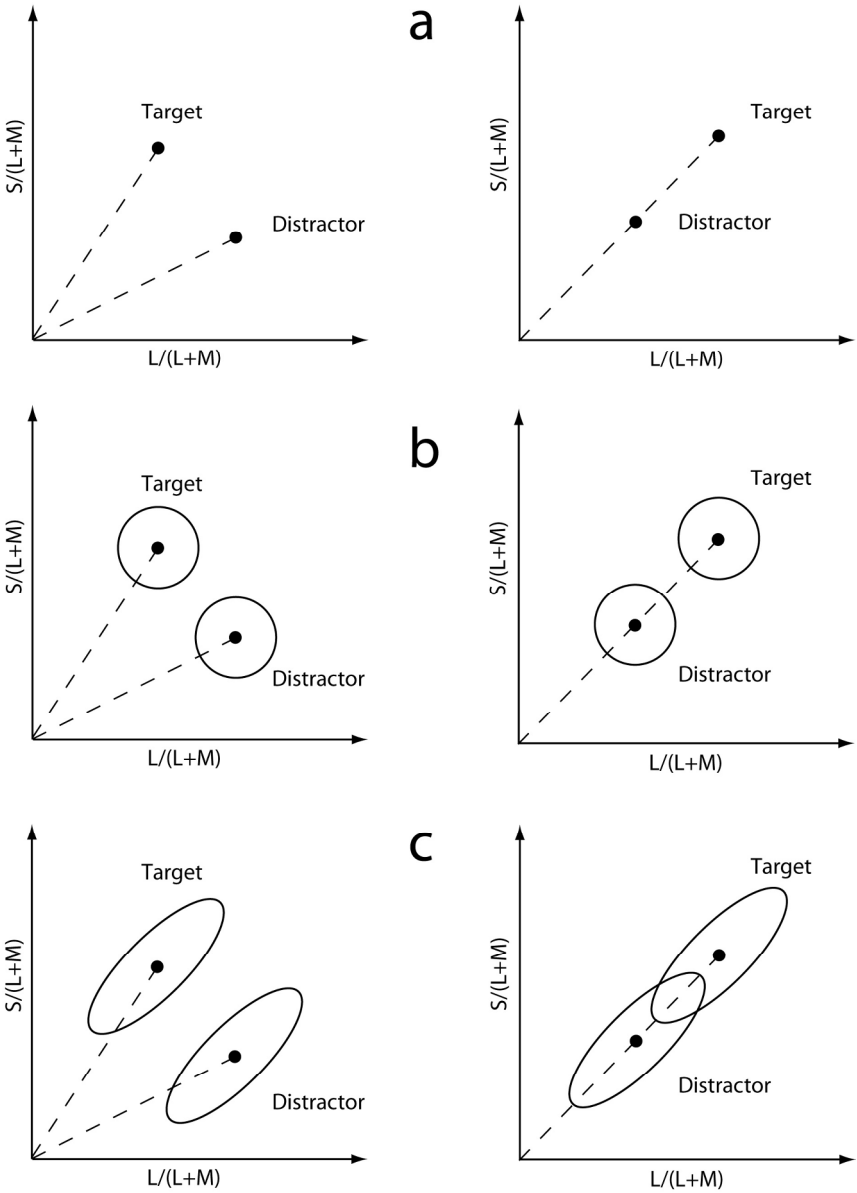 a
Target
Distractor
S/(L+M)
L/(L+M)
Target
Distractor
S/(L+M)
L/(L+M)
b
Target
Distractor
S/(L+M)
L/(L+M)
Target
Distractor
S/(L+M)
L/(L+M)
c
Target
Distractor
S/(L+M)
L/(L+M)
Target
Distractor
S/(L+M)
L/(L+M)